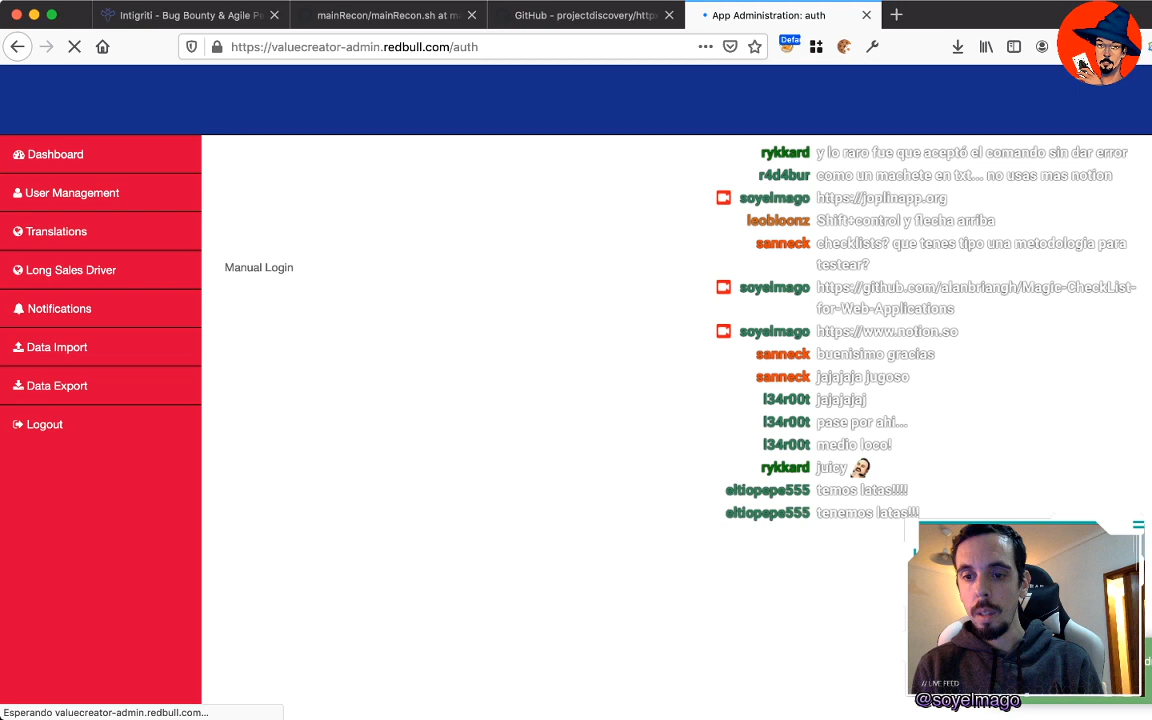 Intigriti - Bug Bounty & Agile Pe
mainRecon/mainRecon.sh at ma
GitHub - projectdiscovery/httpx
App Administration: auth
https://valuecreator-admin.redbull.com/auth
Defa
Dashboard
User Management
Translations
Long Sales Driver
Notifications
Data Import
Data Export
Logout
Manual Login
rykkard y lo raro fue que aceptó el comando sin dar error
r4d4bur como un machete en txt... no usas mas notion
soyelmago https://joplinapp.org
leobloonz Shift+control y flecha arriba
sanneck checklists? que tenes tipo una metodologia para
testear?
soyelmago https://github.com/alanbriangh/Magic-CheckList-
for-Web-Applications
soyelmago https://www.notion.so
sanneck buenisimo gracias
sanneck jajajaja jugoso
l34r00t jajajajaj
l34r00t pase por ahi...
l34r00t medio loco!
rykkard juicy
eltiopepe555 temos latas!!!!
eltiopepe555 tenemos latas!!!
// LIVE FEED
@soyelmago
Esperando valuecreator-admin.redbull.com...